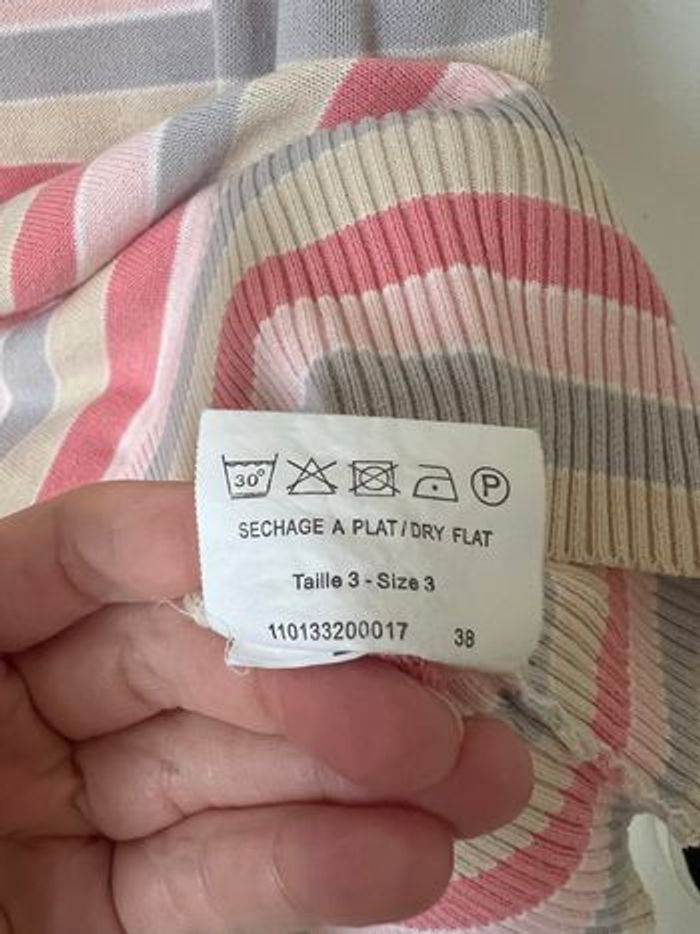 30°
P
SECHAGE A PLAT / DRY FLAT
Taille 3 - Size 3
110133200017 38